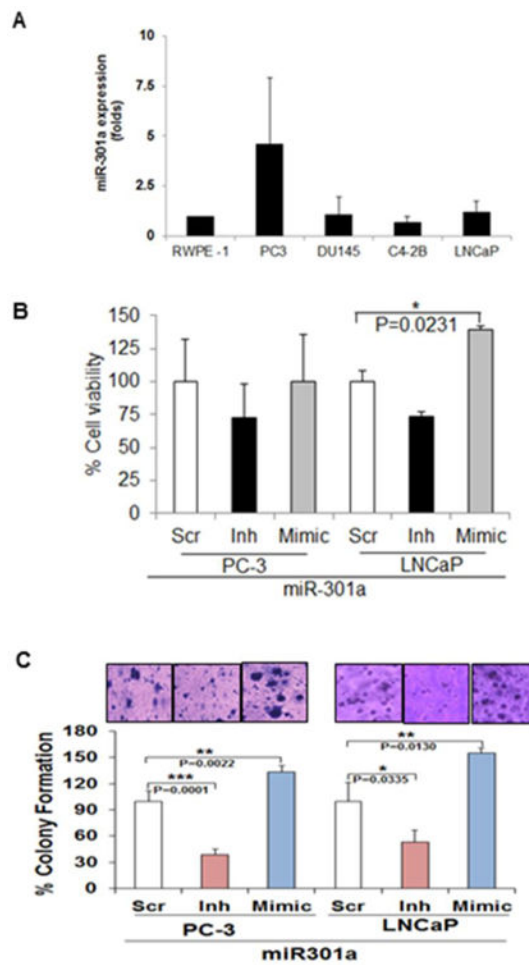 A
miR-301a expression
(folds)
10
7.5
5
2.5
0
RWPE -1 PC3 DU145 C4-2B LNCaP
B
% Cell viability
150
125
100
75
50
25
0
*
P=0.0231
Scr Inh Mimic Scr Inh Mimic
PC-3 LNCaP
miR-301a
C
% Colony Formation
180
150
120
90
60
30
0
**
P=0.0022
***
P=0.0001
**
P=0.0130
*
P=0.0335
Scr Inh Mimic Scr Inh Mimic
PC-3 LNCaP
miR301a